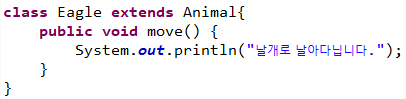 class Eagle extends Animal{
    public void move() {
        System.out.println("날개로 날아다닙니다.");
    }
}